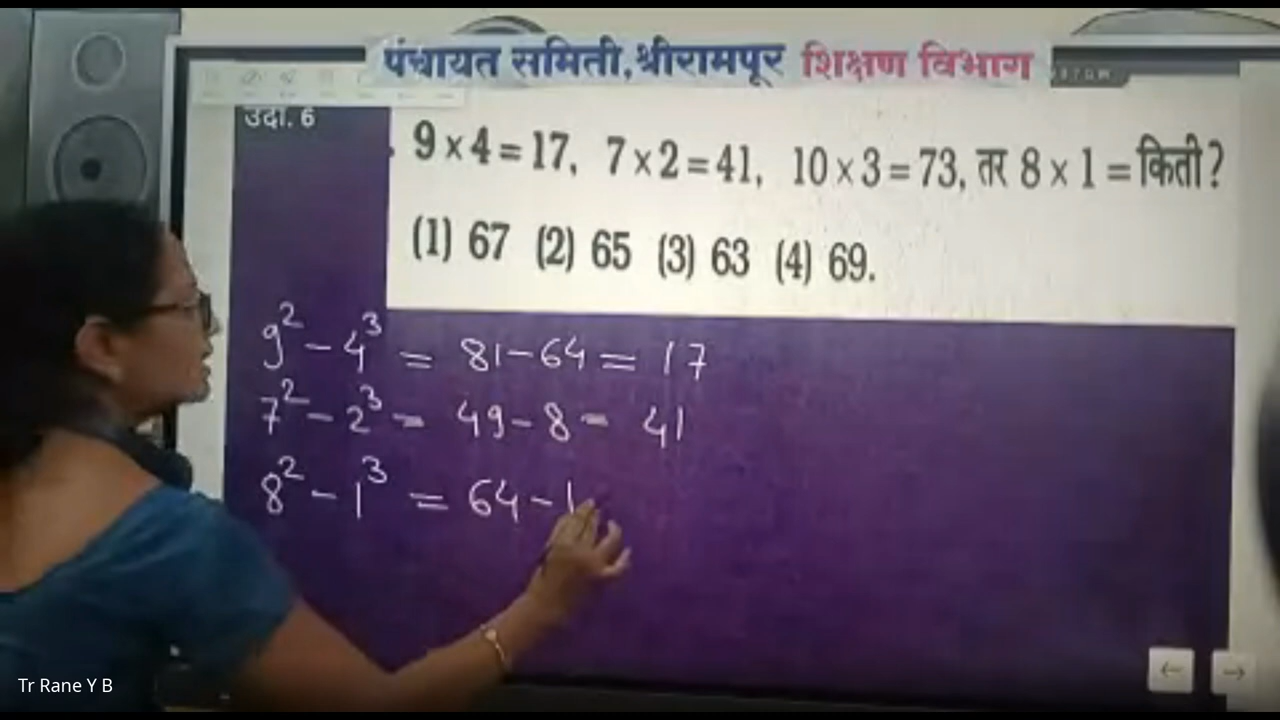 पंचायत समिती,श्रीरामपूर शिक्षण विभाग
उदा. 6
9 × 4 = 17, 7 × 2 = 41, 10 × 3 = 73, तर 8 × 1 = किती?
(1) 67 (2) 65 (3) 63 (4) 69.
9² – 4³ = 81 – 64 = 17
7² – 2³ = 49 – 8 = 41
8² – 1³ = 64 – 1
Tr Rane Y B